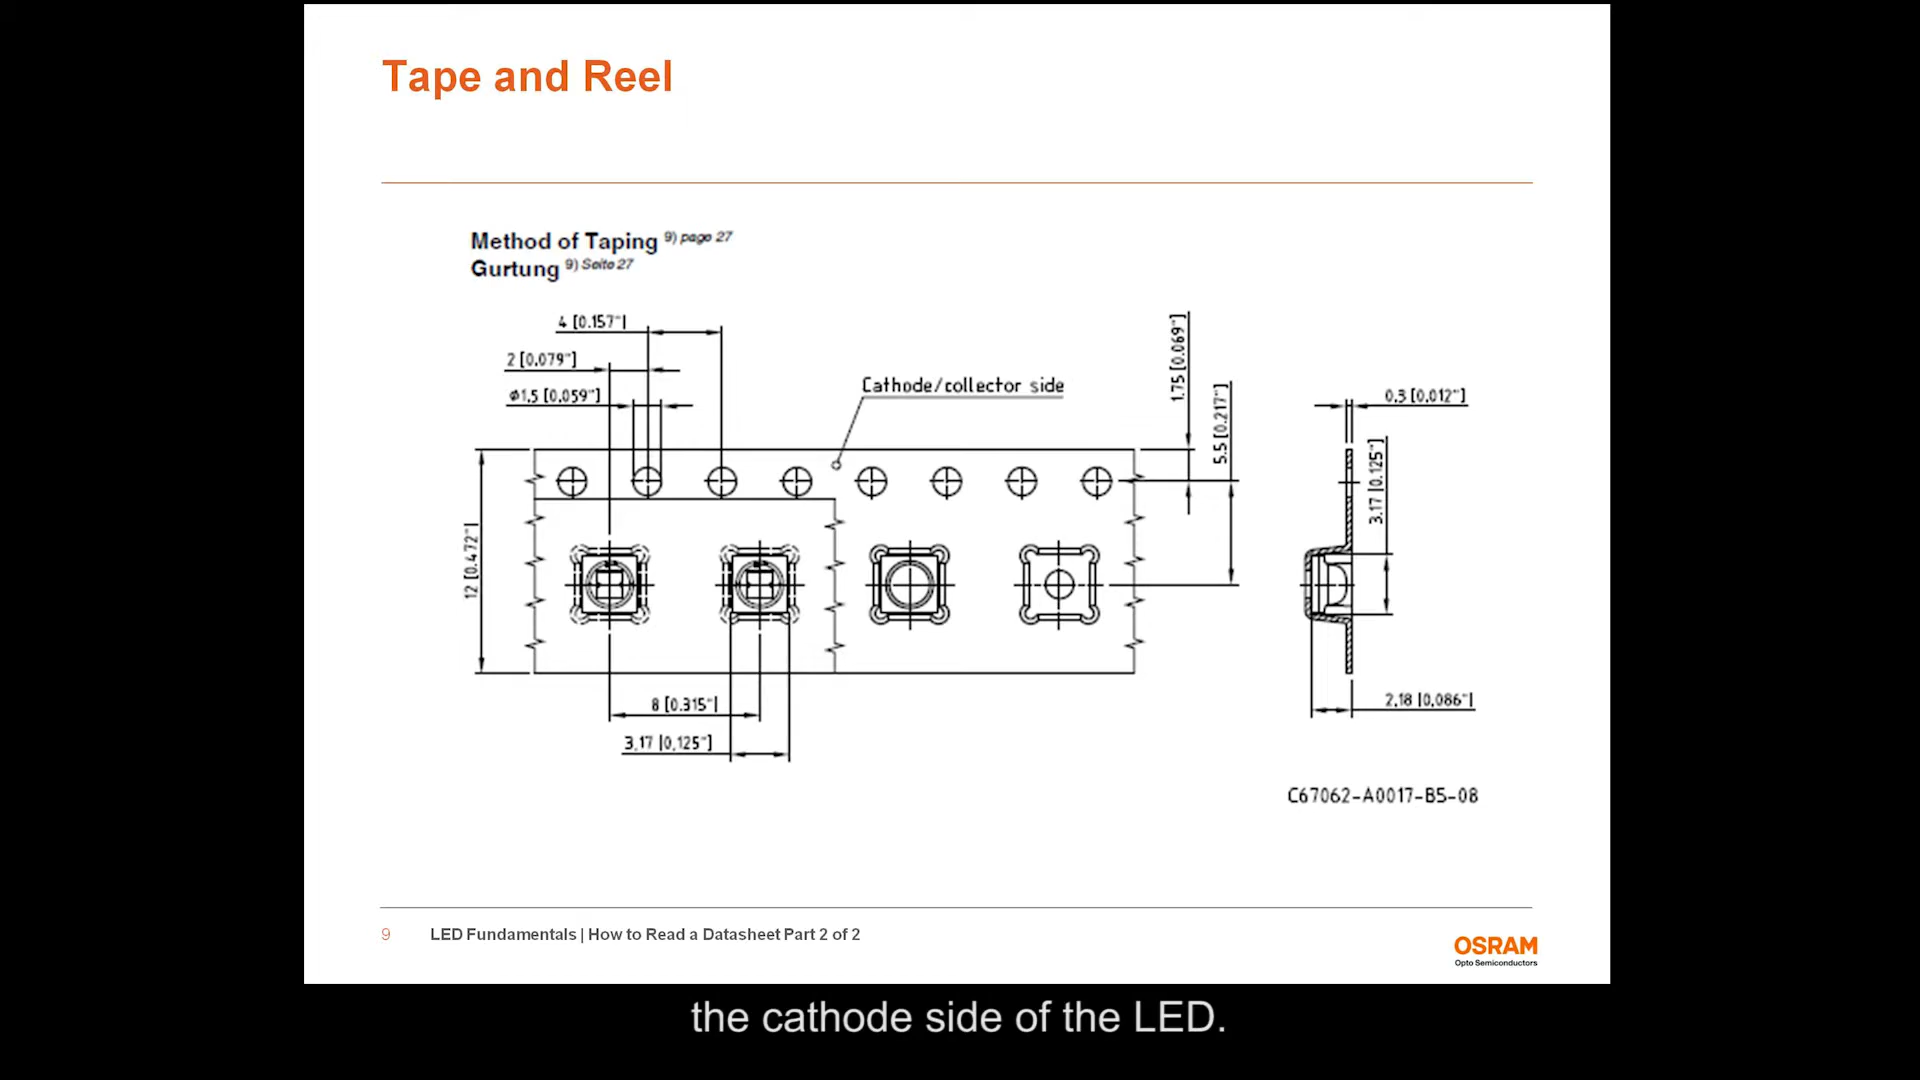 Tape and Reel
Method of Taping 9) page 27
Gurtung 9) Seite 27
4 [0.157"]
2 [0.079"]
ø1.5 [0.059"]
Cathode/collector side
1.75 [0.069"]
5.5 [0.217"]
0.3 [0.012"]
3.17 [0.125"]
12 [0.472"]
8 [0.315"]
3.17 [0.125"]
2.18 [0.086"]
C67062-A0017-B5-08
9 LED Fundamentals | How to Read a Datasheet Part 2 of 2
OSRAM
Opto Semiconductors
the cathode side of the LED.